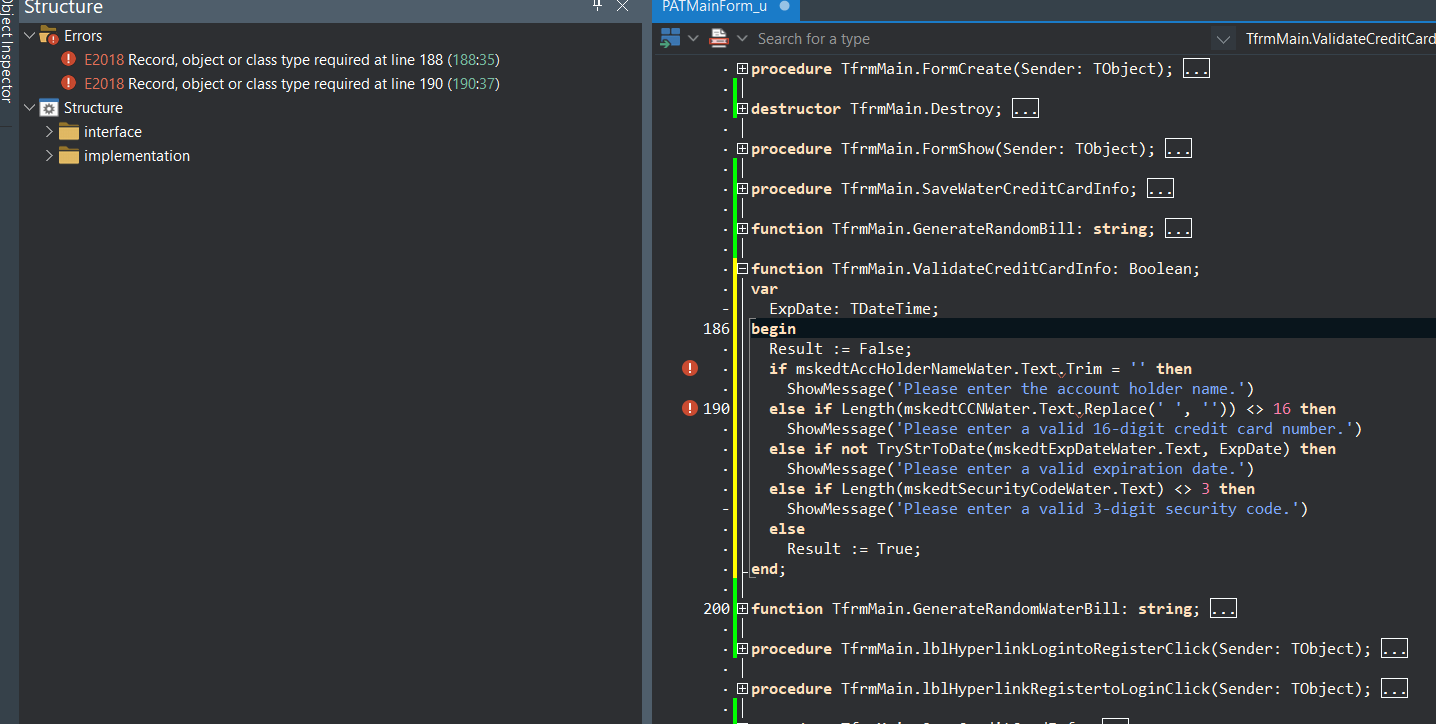 Object Inspector
Structure
Errors
E2018 Record, object or class type required at line 188 (188:35)
E2018 Record, object or class type required at line 190 (190:37)
Structure
interface
implementation
PATMainForm_u
Search for a type
TfrmMain.ValidateCreditCard
procedure TfrmMain.FormCreate(Sender: TObject); ...
destructor TfrmMain.Destroy; ...
procedure TfrmMain.FormShow(Sender: TObject); ...
procedure TfrmMain.SaveWaterCreditCardInfo; ...
function TfrmMain.GenerateRandomBill: string; ...
function TfrmMain.ValidateCreditCardInfo: Boolean;
var
ExpDate: TDateTime;
186 begin
Result := False;
if mskedtAccHolderNameWater.Text.Trim = '' then
ShowMessage('Please enter the account holder name.')
190 else if Length(mskedtCCNWater.Text.Replace(' ', '')) <> 16 then
ShowMessage('Please enter a valid 16-digit credit card number.')
else if not TryStrToDate(mskedtExpDateWater.Text, ExpDate) then
ShowMessage('Please enter a valid expiration date.')
else if Length(mskedtSecurityCodeWater.Text) <> 3 then
ShowMessage('Please enter a valid 3-digit security code.')
else
Result := True;
end;
200 function TfrmMain.GenerateRandomWaterBill: string; ...
procedure TfrmMain.lblHyperlinkLogintoRegisterClick(Sender: TObject); ...
procedure TfrmMain.lblHyperlinkRegistertoLoginClick(Sender: TObject); ...